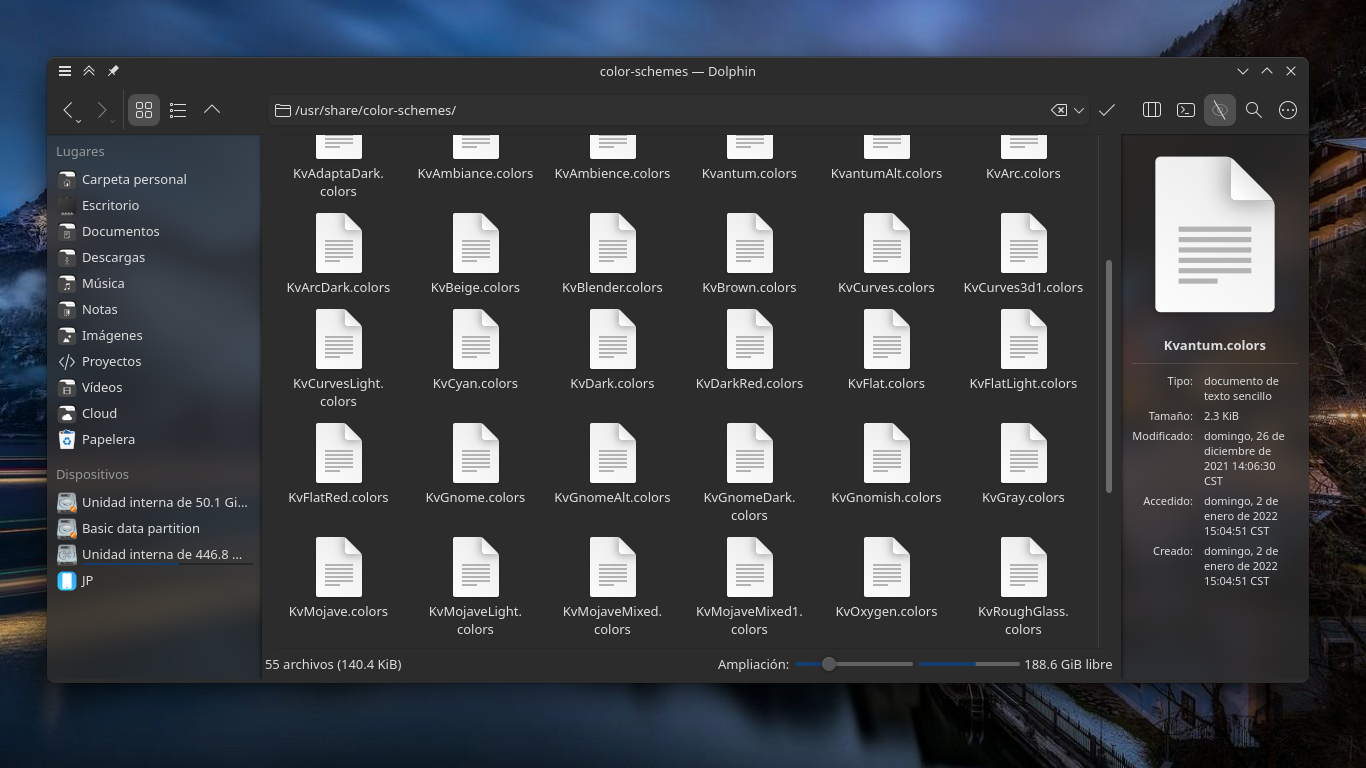 color-schemes — Dolphin
/usr/share/color-schemes/
Lugares
Carpeta personal
Escritorio
Documentos
Descargas
Música
Notas
Imágenes
Proyectos
Vídeos
Cloud
Papelera
Dispositivos
Unidad interna de 50.1 Gi...
Basic data partition
Unidad interna de 446.8 ...
JP
KvAdaptaDark.
colors
KvAmbiance.colors
KvAmbience.colors
Kvantum.colors
KvantumAlt.colors
KvArc.colors
KvArcDark.colors
KvBeige.colors
KvBlender.colors
KvBrown.colors
KvCurves.colors
KvCurves3d1.colors
KvCurvesLight.
colors
KvCyan.colors
KvDark.colors
KvDarkRed.colors
KvFlat.colors
KvFlatLight.colors
KvFlatRed.colors
KvGnome.colors
KvGnomeAlt.colors
KvGnomeDark.
colors
KvGnomish.colors
KvGray.colors
KvMojave.colors
KvMojaveLight.
colors
KvMojaveMixed.
colors
KvMojaveMixed1.
colors
KvOxygen.colors
KvRoughGlass.
colors
55 archivos (140.4 KiB)
Ampliación:
188.6 GiB libre
Kvantum.colors
Tipo: documento de
texto sencillo
Tamaño: 2.3 KiB
Modificado: domingo, 26 de
diciembre de
2021 14:06:30
CST
Accedido: domingo, 2 de
enero de 2022
15:04:51 CST
Creado: domingo, 2 de
enero de 2022
15:04:51 CST